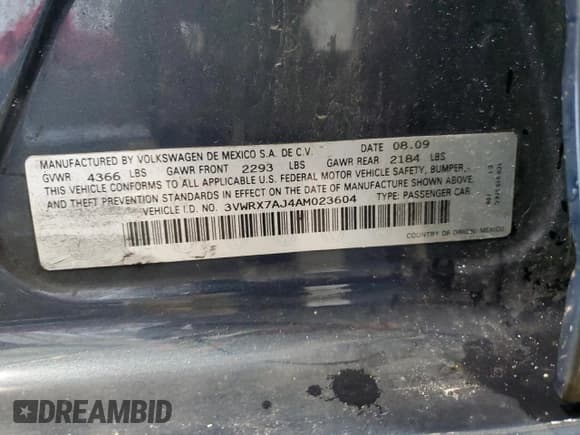 MANUFACTURED BY VOLKSWAGEN DE MEXICO S.A. DE C.V. DATE 08.09
GVWR 4366 LBS GAWR FRONT 2293 LBS GAWR REAR 2184 LBS
THIS VEHICLE CONFORMS TO ALL APPLICABLE U.S. FEDERAL MOTOR VEHICLE SAFETY, BUMPER,
AND THEFT PREVENTION STANDARDS IN EFFECT ON THE DATE OF MANUFACTURE SHOWN ABOVE.
VEHICLE I.D. NO. 3VWRX7AJ4AM023604 TYPE: PASSENGER CAR
COUNTRY OF ORIGIN: MEXICO
DREAMBID